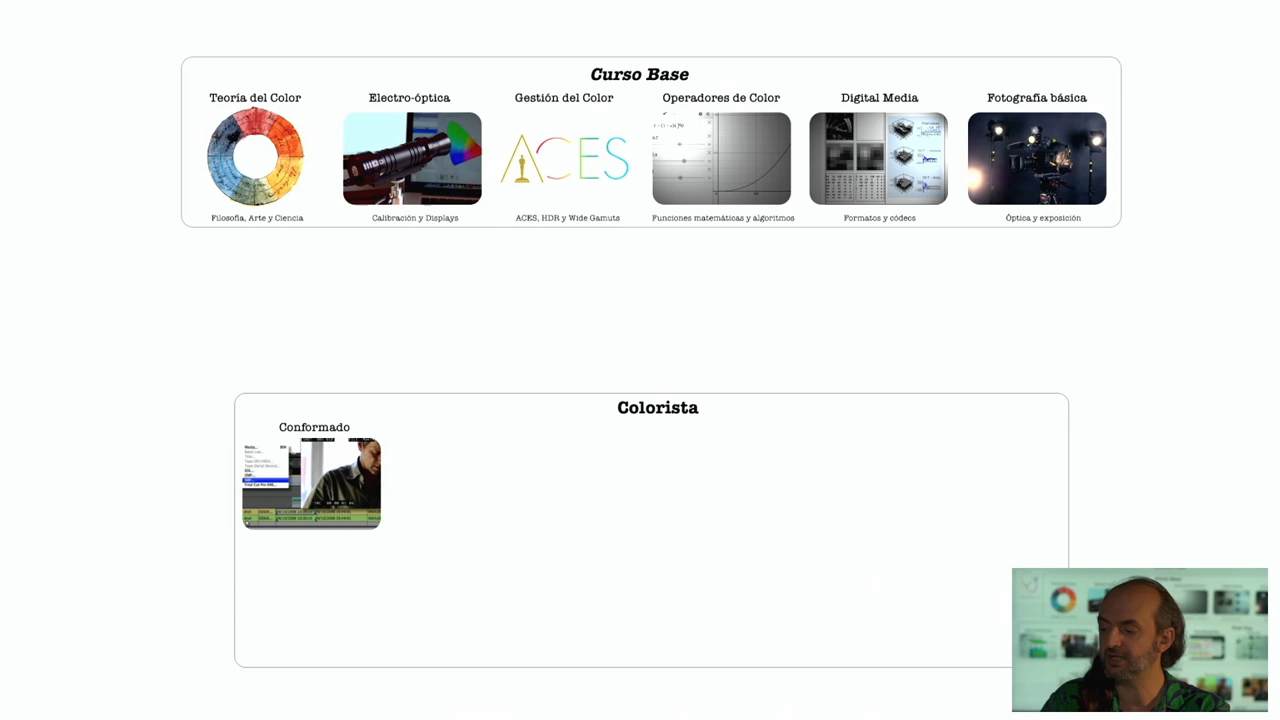 Curso Base
Teoría del Color
Electro-óptica
Gestión del Color
Operadores de Color
Digital Media
Fotografía básica
ACES
Filosofía, Arte y Ciencia
Calibración y Displays
ACES, HDR y Wide Gamuts
Funciones matemáticas y algoritmos
Formatos y códecs
Óptica y exposición
Colorista
Conformado